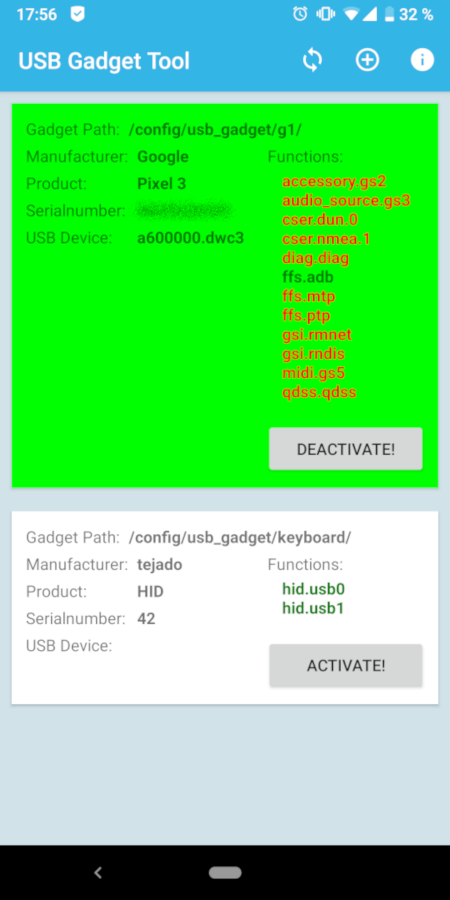 17:56 32 %
USB Gadget Tool
Gadget Path: /config/usb_gadget/g1/
Manufacturer: Google
Functions:
Product: Pixel 3
Serialnumber:
USB Device: a600000.dwc3
accessory.gs2
audio_source.gs3
cser.dun.0
cser.nmea.1
diag.diag
ffs.adb
ffs.mtp
ffs.ptp
gsi.rmnet
gsi.rndis
midi.gs5
qdss.qdss
DEACTIVATE!
Gadget Path: /config/usb_gadget/keyboard/
Manufacturer: tejado
Functions:
Product: HID
Serialnumber: 42
USB Device:
hid.usb0
hid.usb1
ACTIVATE!